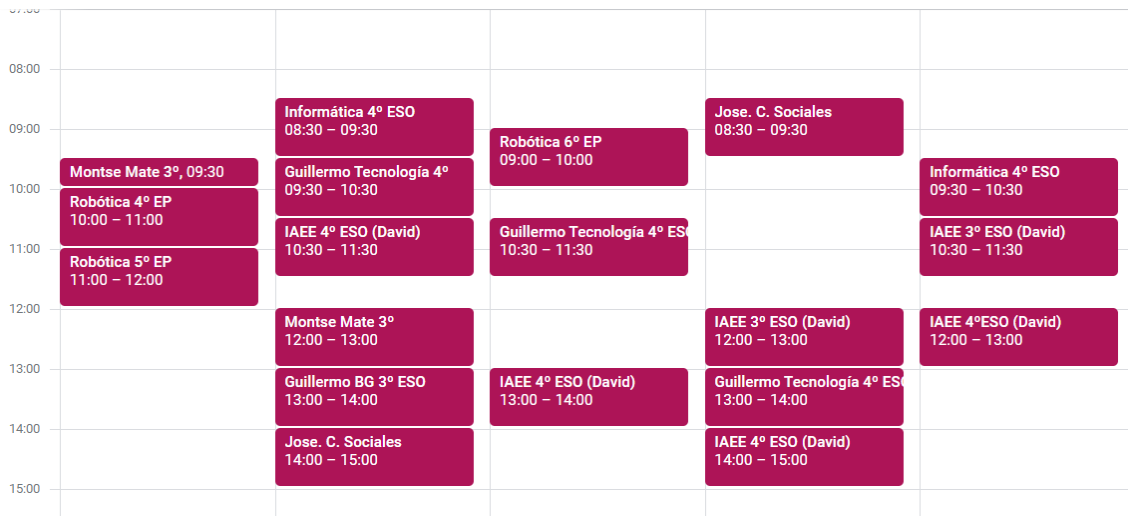 07:00
08:00
09:00
10:00
11:00
12:00
13:00
14:00
15:00
Montse Mate 3º, 09:30
Robótica 4º EP
10:00 – 11:00
Robótica 5º EP
11:00 – 12:00
Informática 4º ESO
08:30 – 09:30
Guillermo Tecnología 4º
09:30 – 10:30
IAEE 4º ESO (David)
10:30 – 11:30
Montse Mate 3º
12:00 – 13:00
Guillermo BG 3º ESO
13:00 – 14:00
Jose. C. Sociales
14:00 – 15:00
Robótica 6º EP
09:00 – 10:00
Guillermo Tecnología 4º ESO
10:30 – 11:30
IAEE 4º ESO (David)
13:00 – 14:00
Jose. C. Sociales
08:30 – 09:30
IAEE 3º ESO (David)
12:00 – 13:00
Guillermo Tecnología 4º ESO
13:00 – 14:00
IAEE 4º ESO (David)
14:00 – 15:00
Informática 4º ESO
09:30 – 10:30
IAEE 3º ESO (David)
10:30 – 11:30
IAEE 4ºESO (David)
12:00 – 13:00